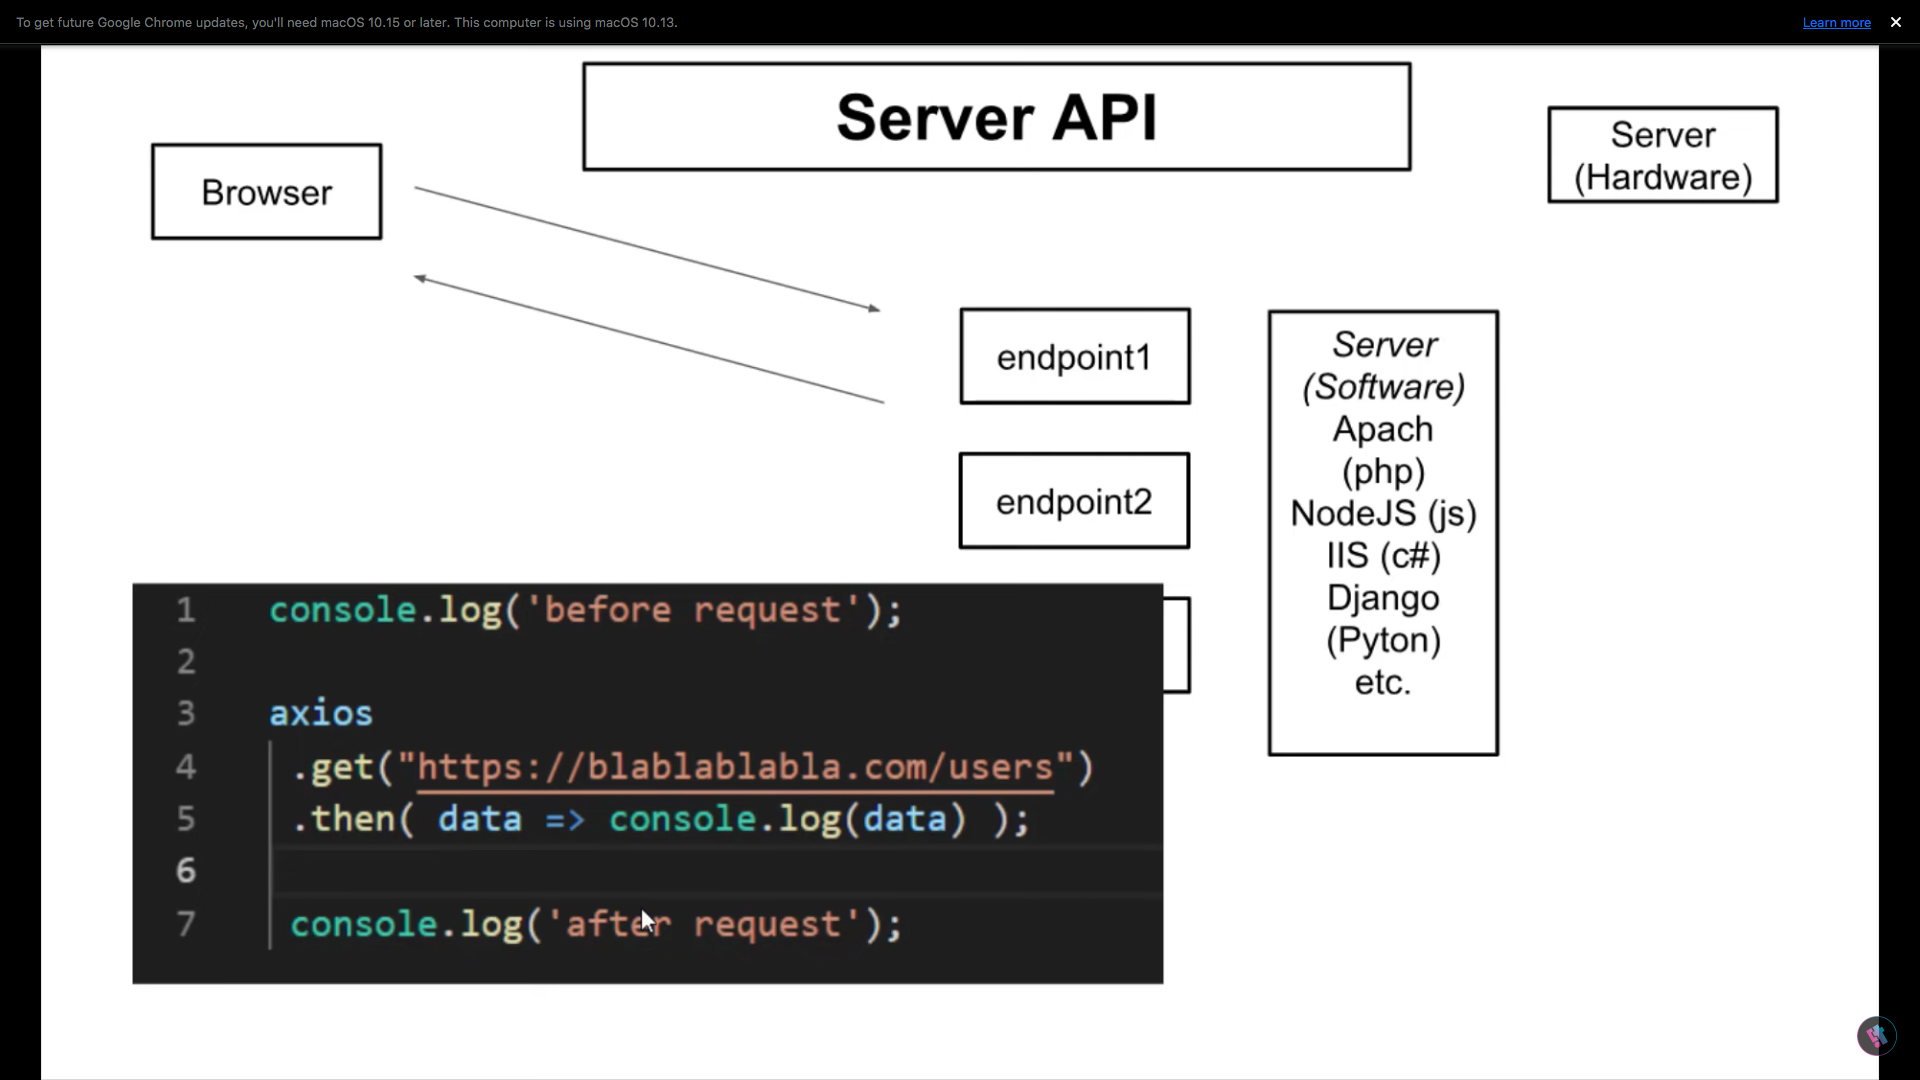 To get future Google Chrome updates, you'll need macOS 10.15 or later. This computer is using macOS 10.13.
Learn more
Server API
Server
(Hardware)
Browser
endpoint1
endpoint2
Server
(Software)
Apach
(php)
NodeJS (js)
IIS (c#)
Django
(Pyton)
etc.
1 console.log('before request');
2
3 axios
4 .get("https://blablablabla.com/users")
5 .then( data => console.log(data) );
6
7 console.log('after request');